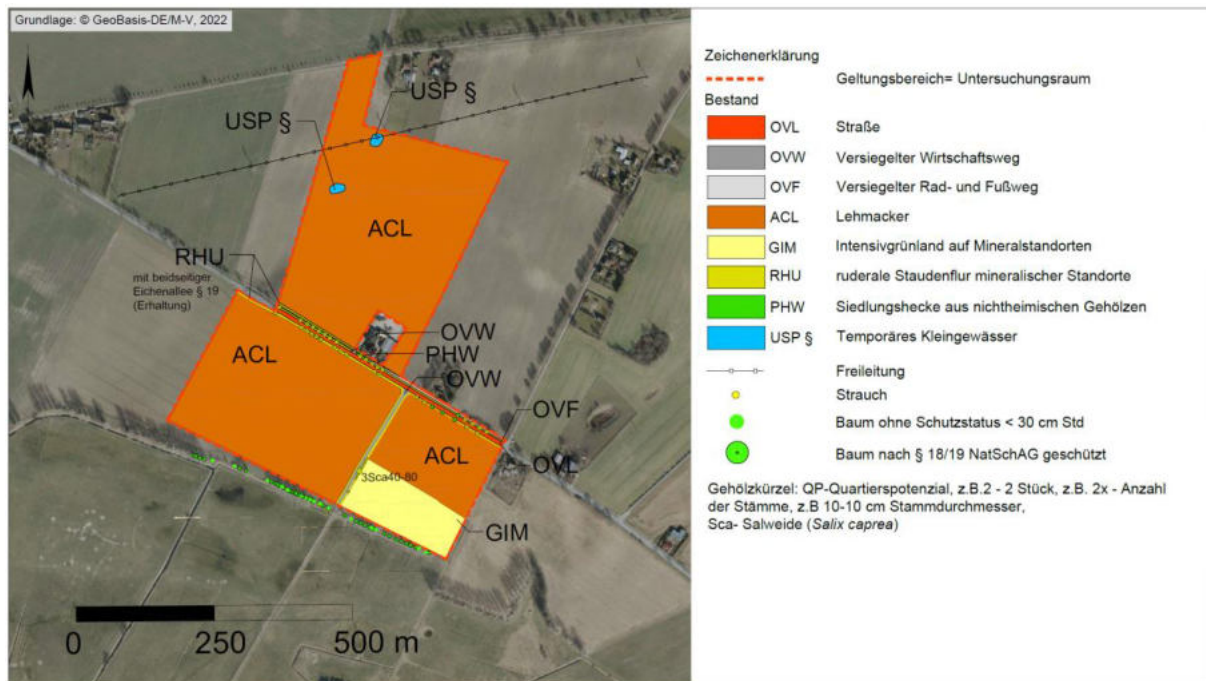 Grundlage: © GeoBasis-DE/M-V, 2022
USP §
USP §
ACL
RHU
mit beidseitiger
Eichenallee § 19
(Erhaltung)
ACL
OVW
PHW
OVW
OVF
ACL
OVL
3Sca40-80
GIM
0 250 500 m
Zeichenerklärung
Geltungsbereich= Untersuchungsraum
Bestand
OVL Straße
OVW Versiegelter Wirtschaftsweg
OVF Versiegelter Rad- und Fußweg
ACL Lehmacker
GIM Intensivgrünland auf Mineralstandorten
RHU ruderale Staudenflur mineralischer Standorte
PHW Siedlungshecke aus nichtheimischen Gehölzen
USP § Temporäres Kleingewässer
Freileitung
Strauch
Baum ohne Schutzstatus < 30 cm Std
Baum nach § 18/19 NatSchAG geschützt
Gehölzkürzel: QP-Quartierspotenzial, z.B.2 - 2 Stück, z.B. 2x - Anzahl
der Stämme, z.B 10-10 cm Stammdurchmesser,
Sca- Salweide (Salix caprea)